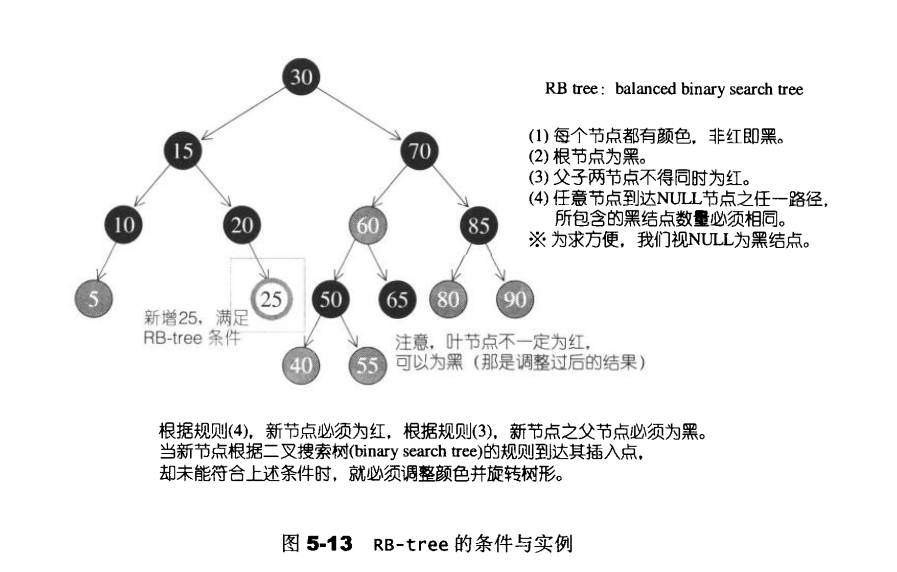 30
RB tree: balanced binary search tree
(1) 每个节点都有颜色，非红即黑。
(2) 根节点为黑。
(3) 父子两节点不得同时为红。
(4) 任意节点到达NULL节点之任一路径，
所包含的黑结点数量必须相同。
※ 为求方便，我们视NULL为黑结点。
15
70
10
20
60
85
5
25
50
65
80
90
新增25，满足
RB-tree 条件
40
55
注意，叶节点不一定为红，
可以为黑（那是调整过后的结果）
根据规则(4)，新节点必须为红，根据规则(3)，新节点之父节点必须为黑。
当新节点根据二叉搜索树(binary search tree)的规则到达其插入点，
却未能符合上述条件时，就必须调整颜色并旋转树形。
图 5-13 RB-tree 的条件与实例